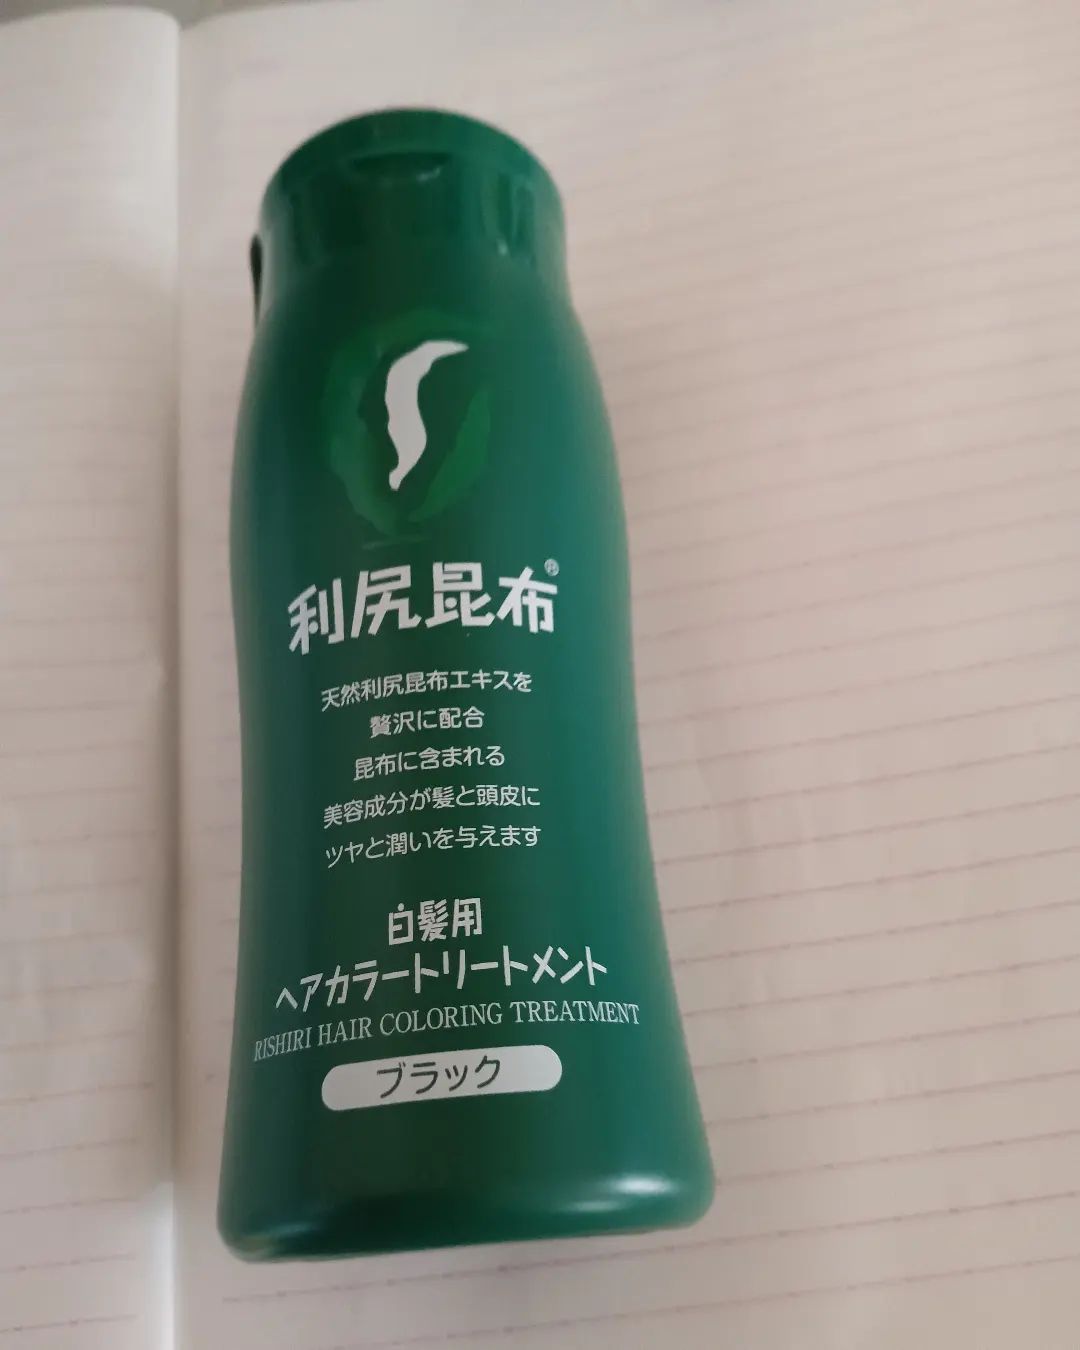 利尻昆布®
天然利尻昆布エキスを
贅沢に配合
昆布に含まれる
美容成分が髪と頭皮に
ツヤと潤いを与えます
白髪用
ヘアカラートリートメント
RISHIRI HAIR COLORING TREATMENT
ブラック